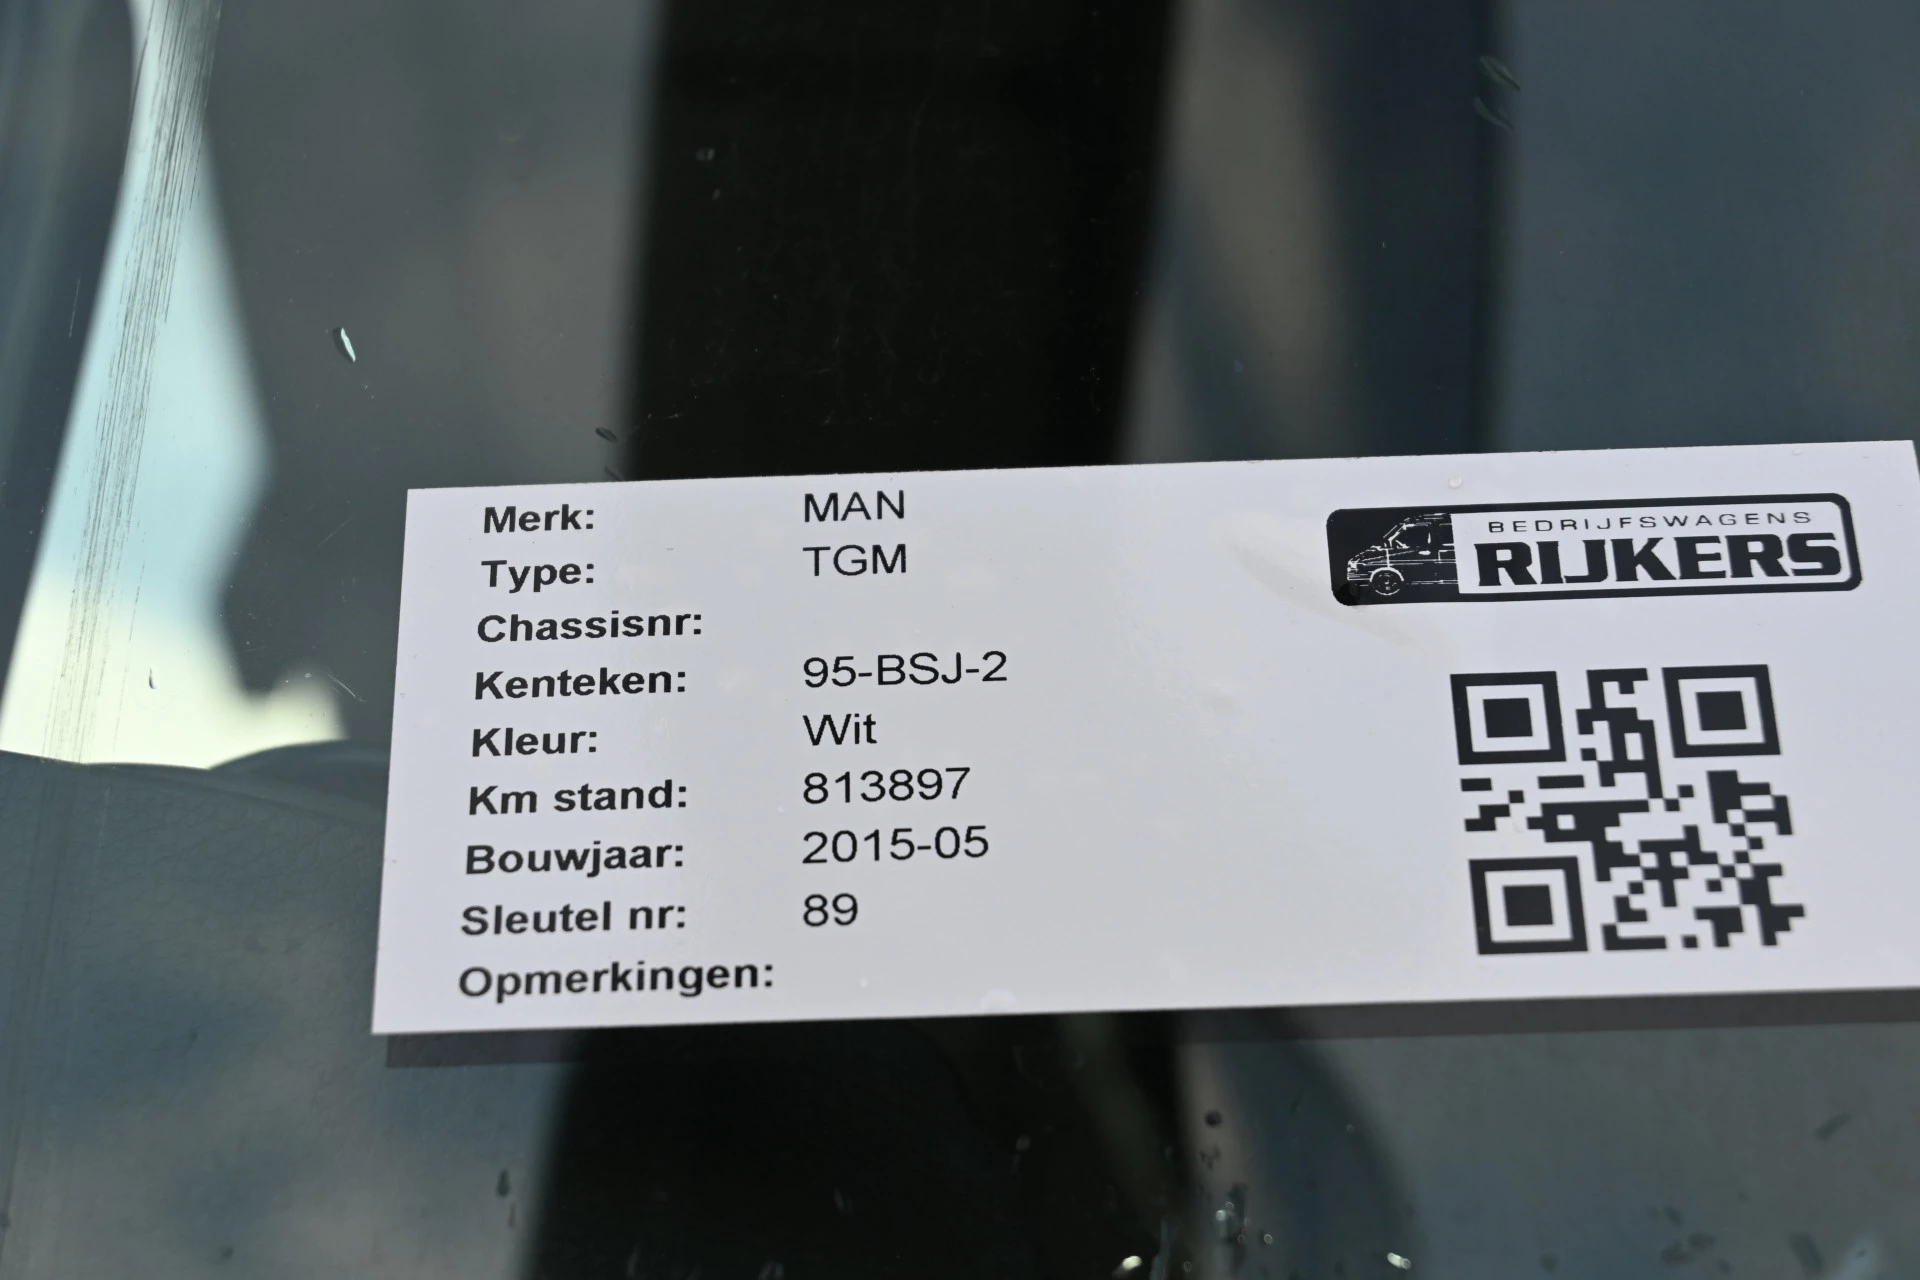 Merk: MAN
Type: TGM
Chassisnr:
Kenteken: 95-BSJ-2
Kleur: Wit
Km stand: 813897
Bouwjaar: 2015-05
Sleutel nr: 89
Opmerkingen:
BEDRIJFSWAGENS
RIJKERS